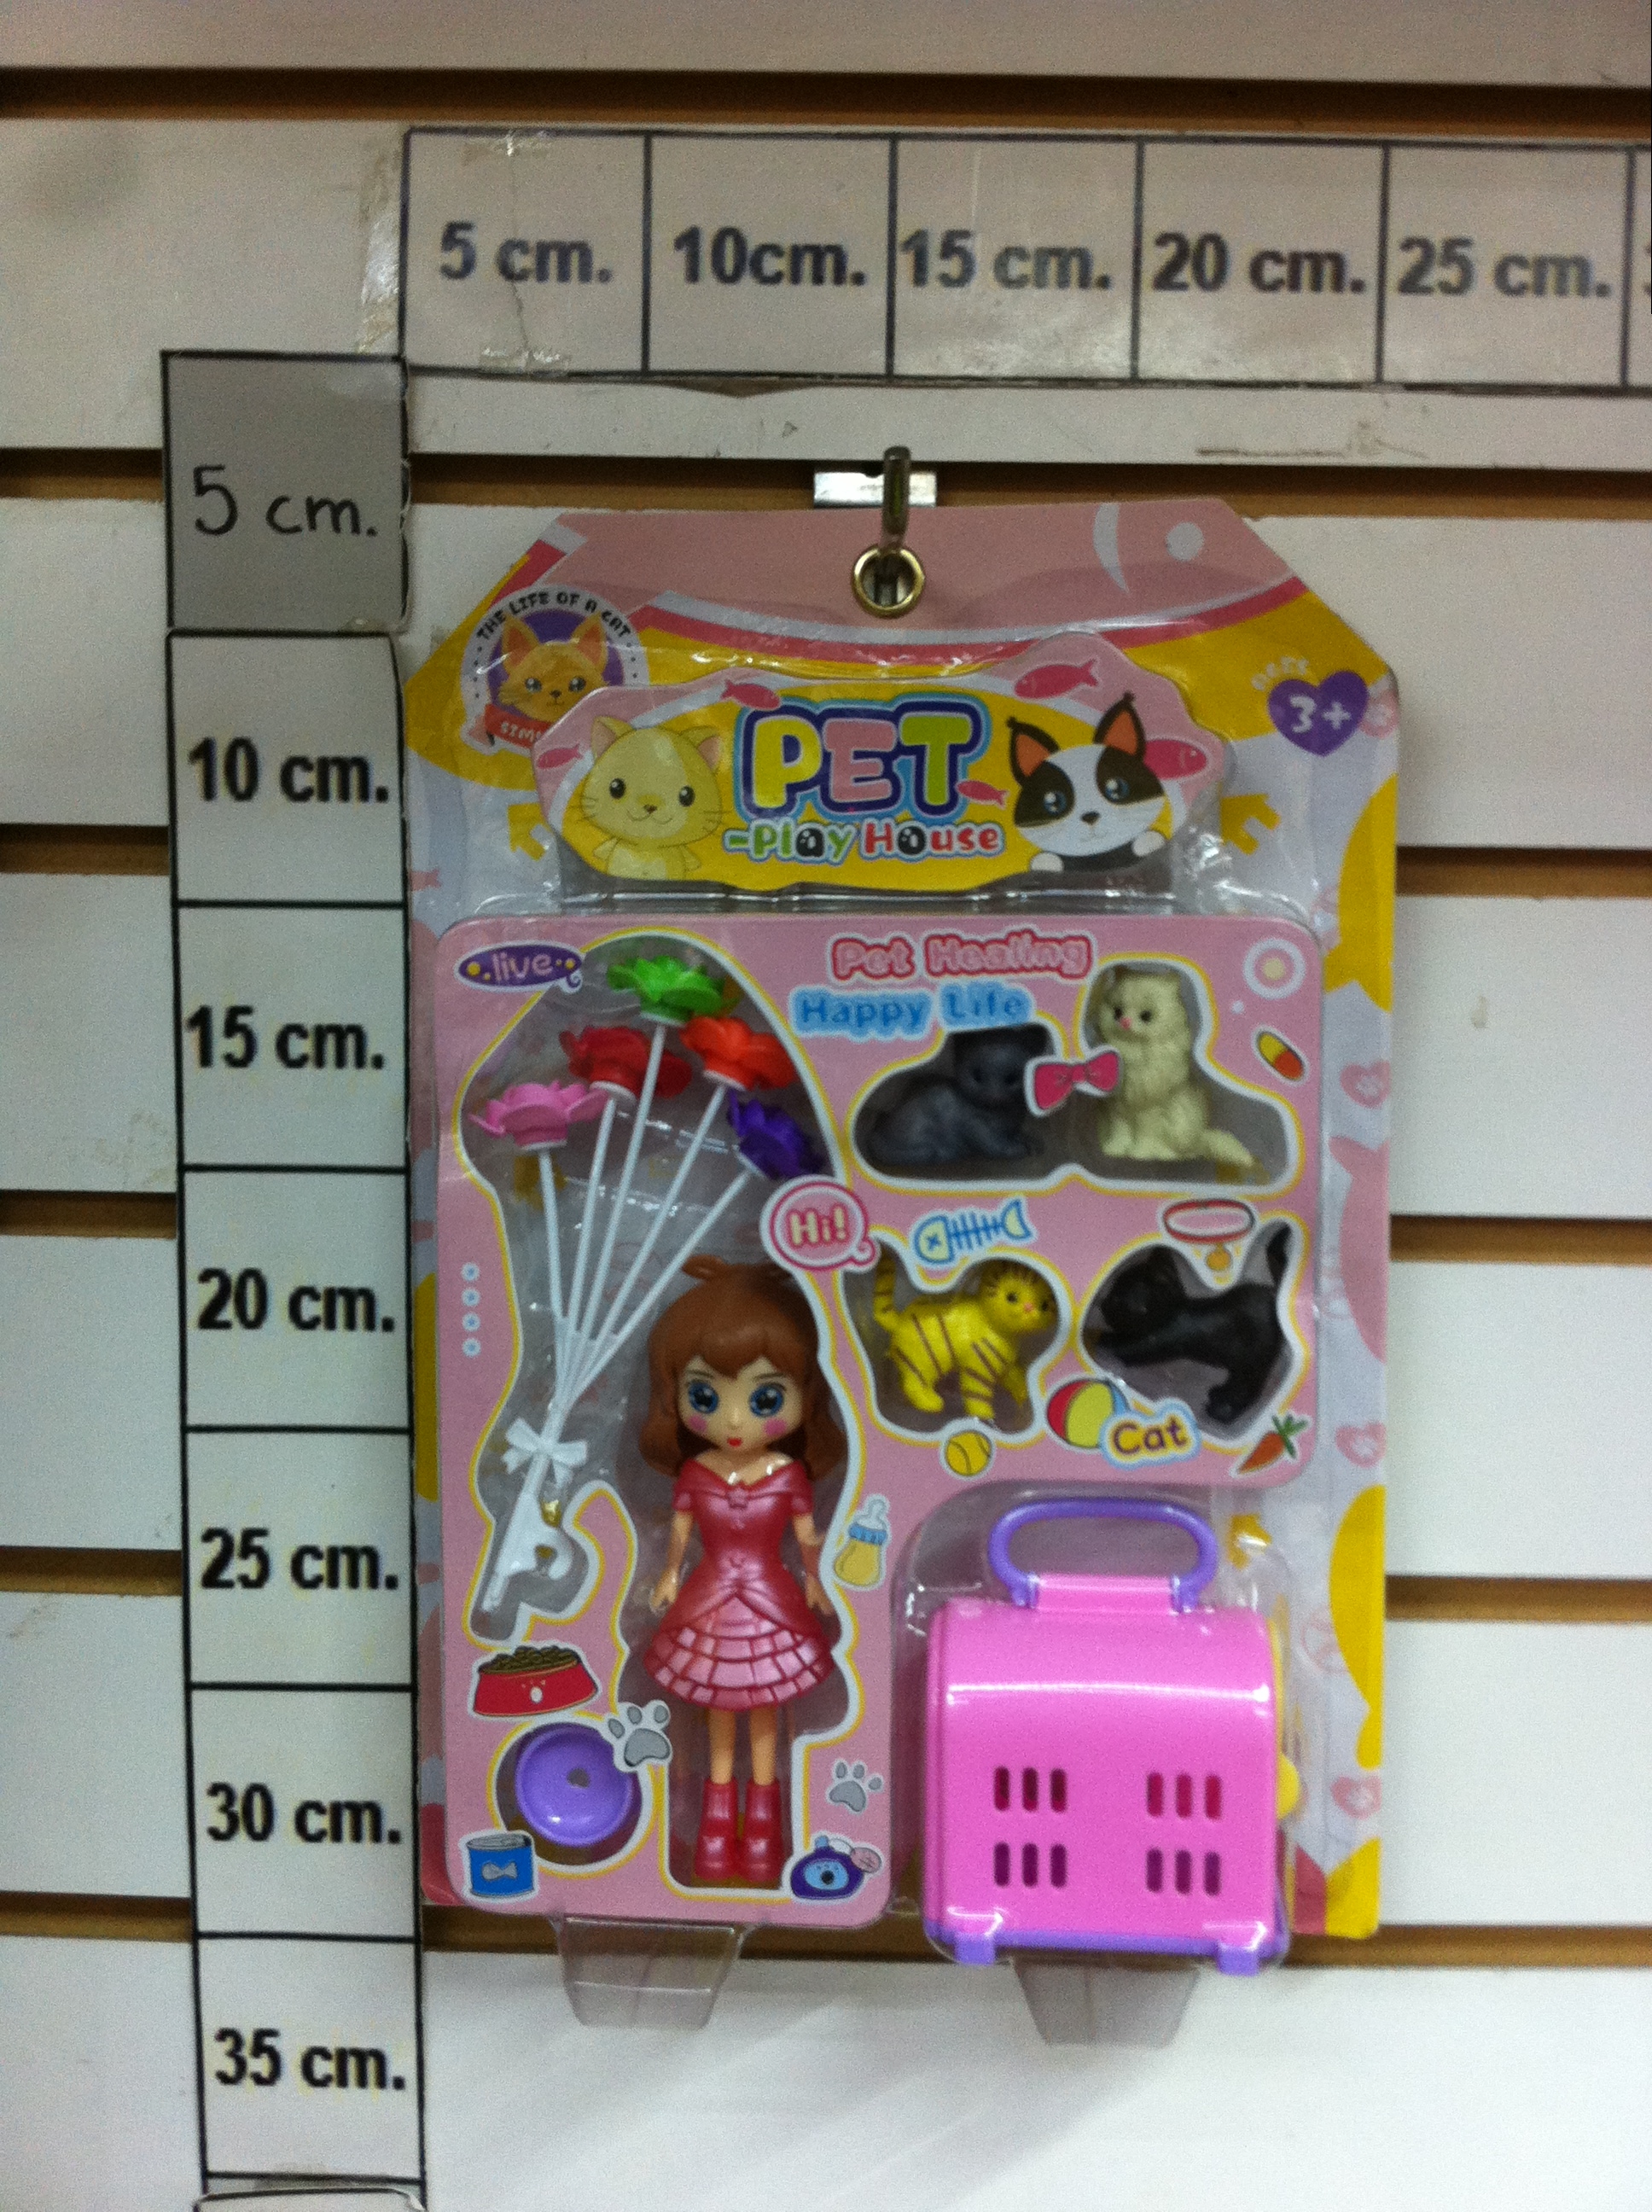 5 cm.
10cm.
15 cm.
20 cm.
25 cm.
5 cm.
10 cm.
15 cm.
20 cm.
25 cm.
30 cm.
35 cm.
THE LIFE OF A CAT
3+
PET
-Play House
live
Pet Healing
Happy Life
Hi!
Cat